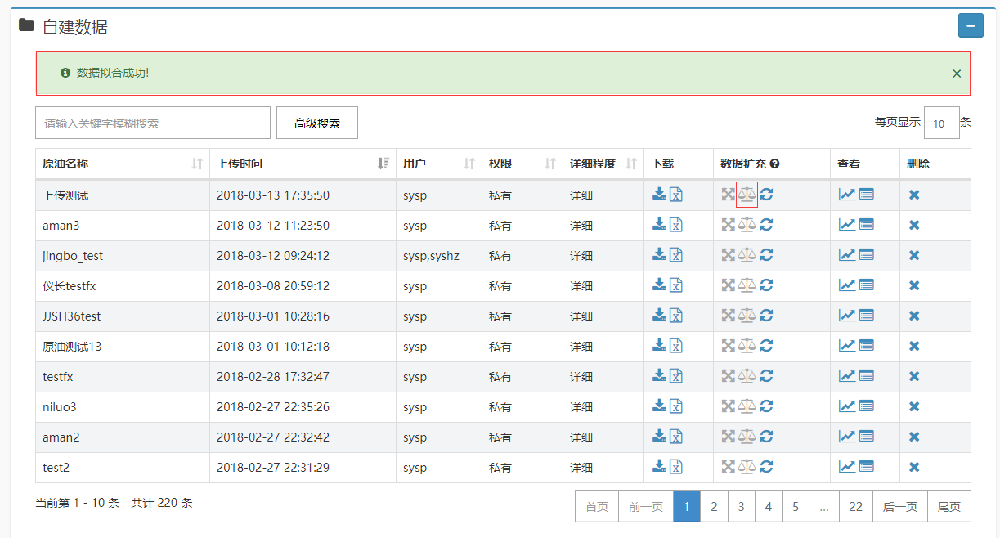 自建数据
数据拟合成功!
请输入关键字模糊搜索 高级搜索 每页显示 10 条
原油名称 上传时间 用户 权限 详细程度 下载 数据扩充 查看 删除
上传测试 2018-03-13 17:35:50 sysp 私有 详细
aman3 2018-03-12 11:23:50 sysp 私有 详细
jingbo_test 2018-03-12 09:24:12 sysp,syshz 私有 详细
仪长testfx 2018-03-08 20:59:12 sysp 私有 详细
JJSH36test 2018-03-01 10:28:16 sysp 私有 详细
原油测试13 2018-03-01 10:12:18 sysp 私有 详细
testfx 2018-02-28 17:32:47 sysp 私有 详细
niluo3 2018-02-27 22:35:26 sysp 私有 详细
aman2 2018-02-27 22:32:42 sysp 私有 详细
test2 2018-02-27 22:31:29 sysp 私有 详细
当前第 1 - 10 条 共计 220 条 首页 前一页 1 2 3 4 5 ... 22 后一页 尾页